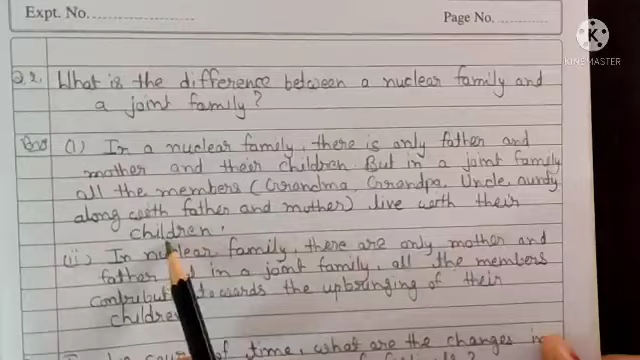 Expt. No.
Page No.
KINEMASTER
Q2. What is the difference between a nuclear family and
a joint family?
Ans (i) In a nuclear family, there is only father and
mother and their children. But in a joint family
all the members (Grandma, Grandpa, Uncle, aunty
along with father and mother) live with their
children.
(ii) In nuclear family, there are only mother and
father in a joint family, all the members
towards the upbringing of their
of time, what are the changes in